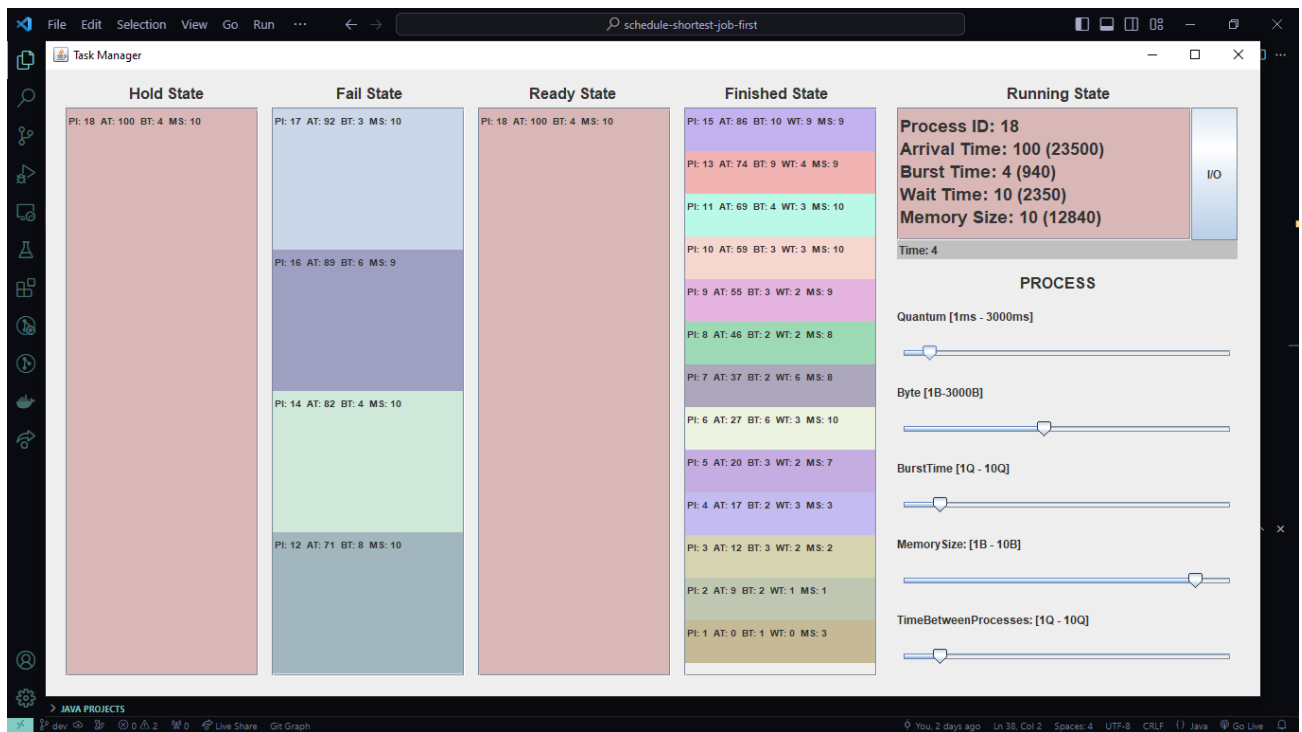 File Edit Selection View Go Run ···
schedule-shortest-job-first
Task Manager
Hold State
PI: 18 AT: 100 BT: 4 MS: 10
Fail State
PI: 17 AT: 92 BT: 3 MS: 10
PI: 16 AT: 89 BT: 6 MS: 9
PI: 14 AT: 82 BT: 4 MS: 10
PI: 12 AT: 71 BT: 8 MS: 10
Ready State
PI: 18 AT: 100 BT: 4 MS: 10
Finished State
PI: 15 AT: 86 BT: 10 WT: 9 MS: 9
PI: 13 AT: 74 BT: 9 WT: 4 MS: 9
PI: 11 AT: 69 BT: 4 WT: 3 MS: 10
PI: 10 AT: 59 BT: 3 WT: 3 MS: 10
PI: 9 AT: 55 BT: 3 WT: 2 MS: 9
PI: 8 AT: 46 BT: 2 WT: 2 MS: 8
PI: 7 AT: 37 BT: 2 WT: 6 MS: 8
PI: 6 AT: 27 BT: 6 WT: 3 MS: 10
PI: 5 AT: 20 BT: 3 WT: 2 MS: 7
PI: 4 AT: 17 BT: 2 WT: 3 MS: 3
PI: 3 AT: 12 BT: 3 WT: 2 MS: 2
PI: 2 AT: 9 BT: 2 WT: 1 MS: 1
PI: 1 AT: 0 BT: 1 WT: 0 MS: 3
Running State
Process ID: 18
Arrival Time: 100 (23500)
Burst Time: 4 (940)
Wait Time: 10 (2350)
Memory Size: 10 (12840)
I/O
Time: 4
PROCESS
Quantum [1ms - 3000ms]
Byte [1B-3000B]
BurstTime [1Q - 10Q]
MemorySize: [1B - 10B]
TimeBetweenProcesses: [1Q - 10Q]
JAVA PROJECTS
dev 0 2 0 Live Share Git Graph
You, 2 days ago Ln 38, Col 2 Spaces: 4 UTF-8 CRLF {} Java Go Live